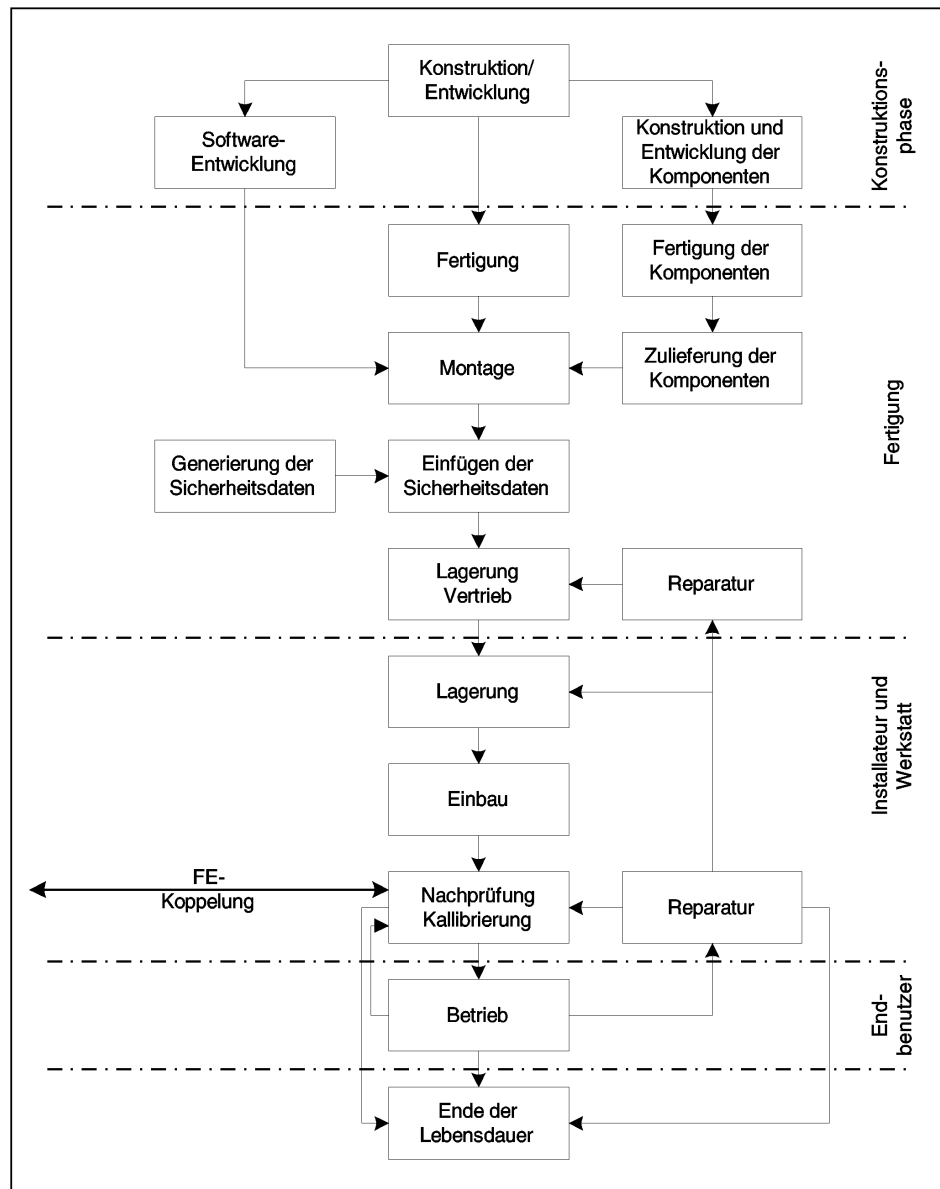 Konstruktion/
Entwicklung
Software-
Entwicklung
Konstruktion und
Entwicklung der
Komponenten
Konstruktions-
phase
Fertigung
Fertigung der
Komponenten
Montage
Zulieferung der
Komponenten
Generierung der
Sicherheitsdaten
Einfügen der
Sicherheitsdaten
Fertigung
Lagerung
Vertrieb
Reparatur
Lagerung
Installateur und
Werkstatt
Einbau
FE-
Koppelung
Nachprüfung
Kallibrierung
Reparatur
Betrieb
End-
benutzer
Ende der
Lebensdauer